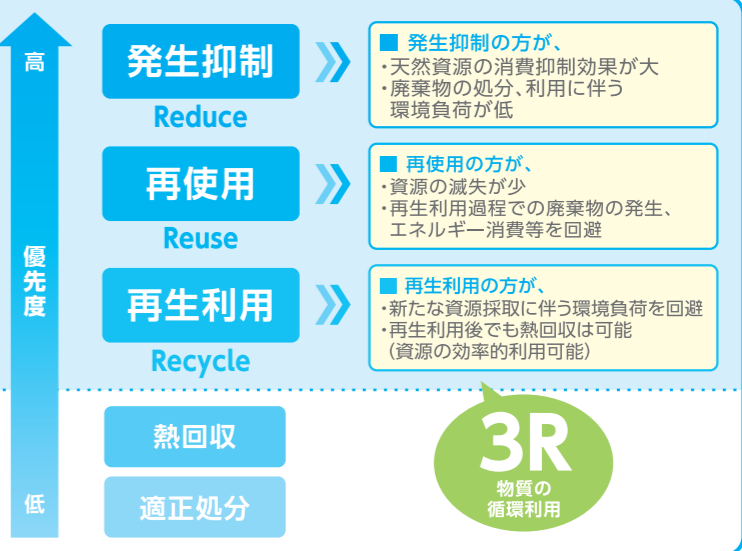 高
優先度
低
発生抑制
Reduce
■ 発生抑制の方が、
・天然資源の消費抑制効果が大
・廃棄物の処分、利用に伴う
環境負荷が低
再使用
Reuse
■ 再使用の方が、
・資源の滅失が少
・再生利用過程での廃棄物の発生、
エネルギー消費等を回避
再生利用
Recycle
■ 再生利用の方が、
・新たな資源採取に伴う環境負荷を回避
・再生利用後でも熱回収は可能
（資源の効率的利用可能）
熱回収
適正処分
3R
物質の
循環利用